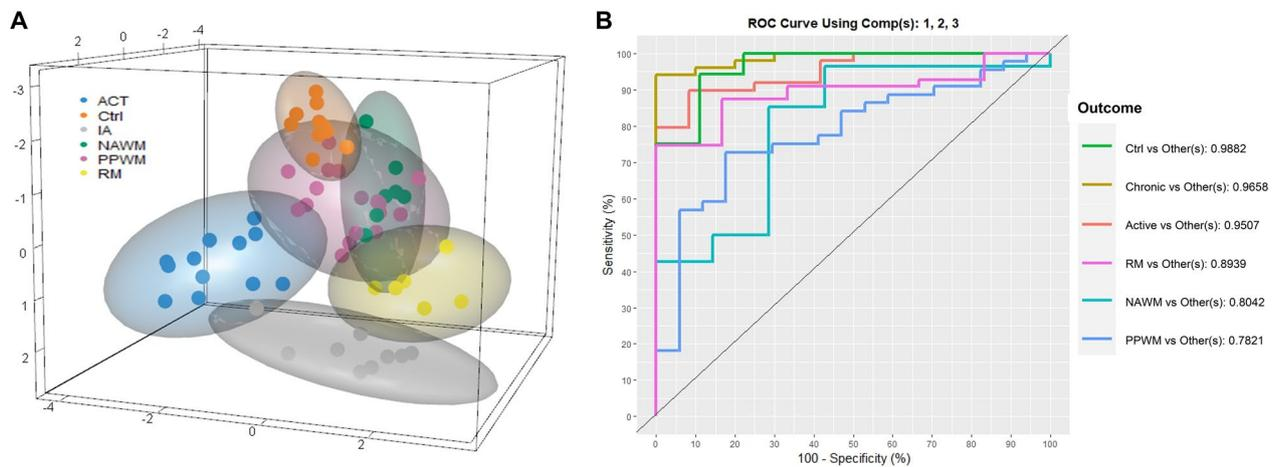 A
2
0
-2
-4
-3
-2
-1
0
1
2
-4
-2
0
2
ACT
Ctrl
IA
NAWM
PPWM
RM
B
ROC Curve Using Comp(s): 1, 2, 3
Sensitivity (%)
100
90
80
70
60
50
40
30
20
10
0
0 10 20 30 40 50 60 70 80 90 100
100 - Specificity (%)
Outcome
Ctrl vs Other(s): 0.9882
Chronic vs Other(s): 0.9658
Active vs Other(s): 0.9507
RM vs Other(s): 0.8939
NAWM vs Other(s): 0.8042
PPWM vs Other(s): 0.7821